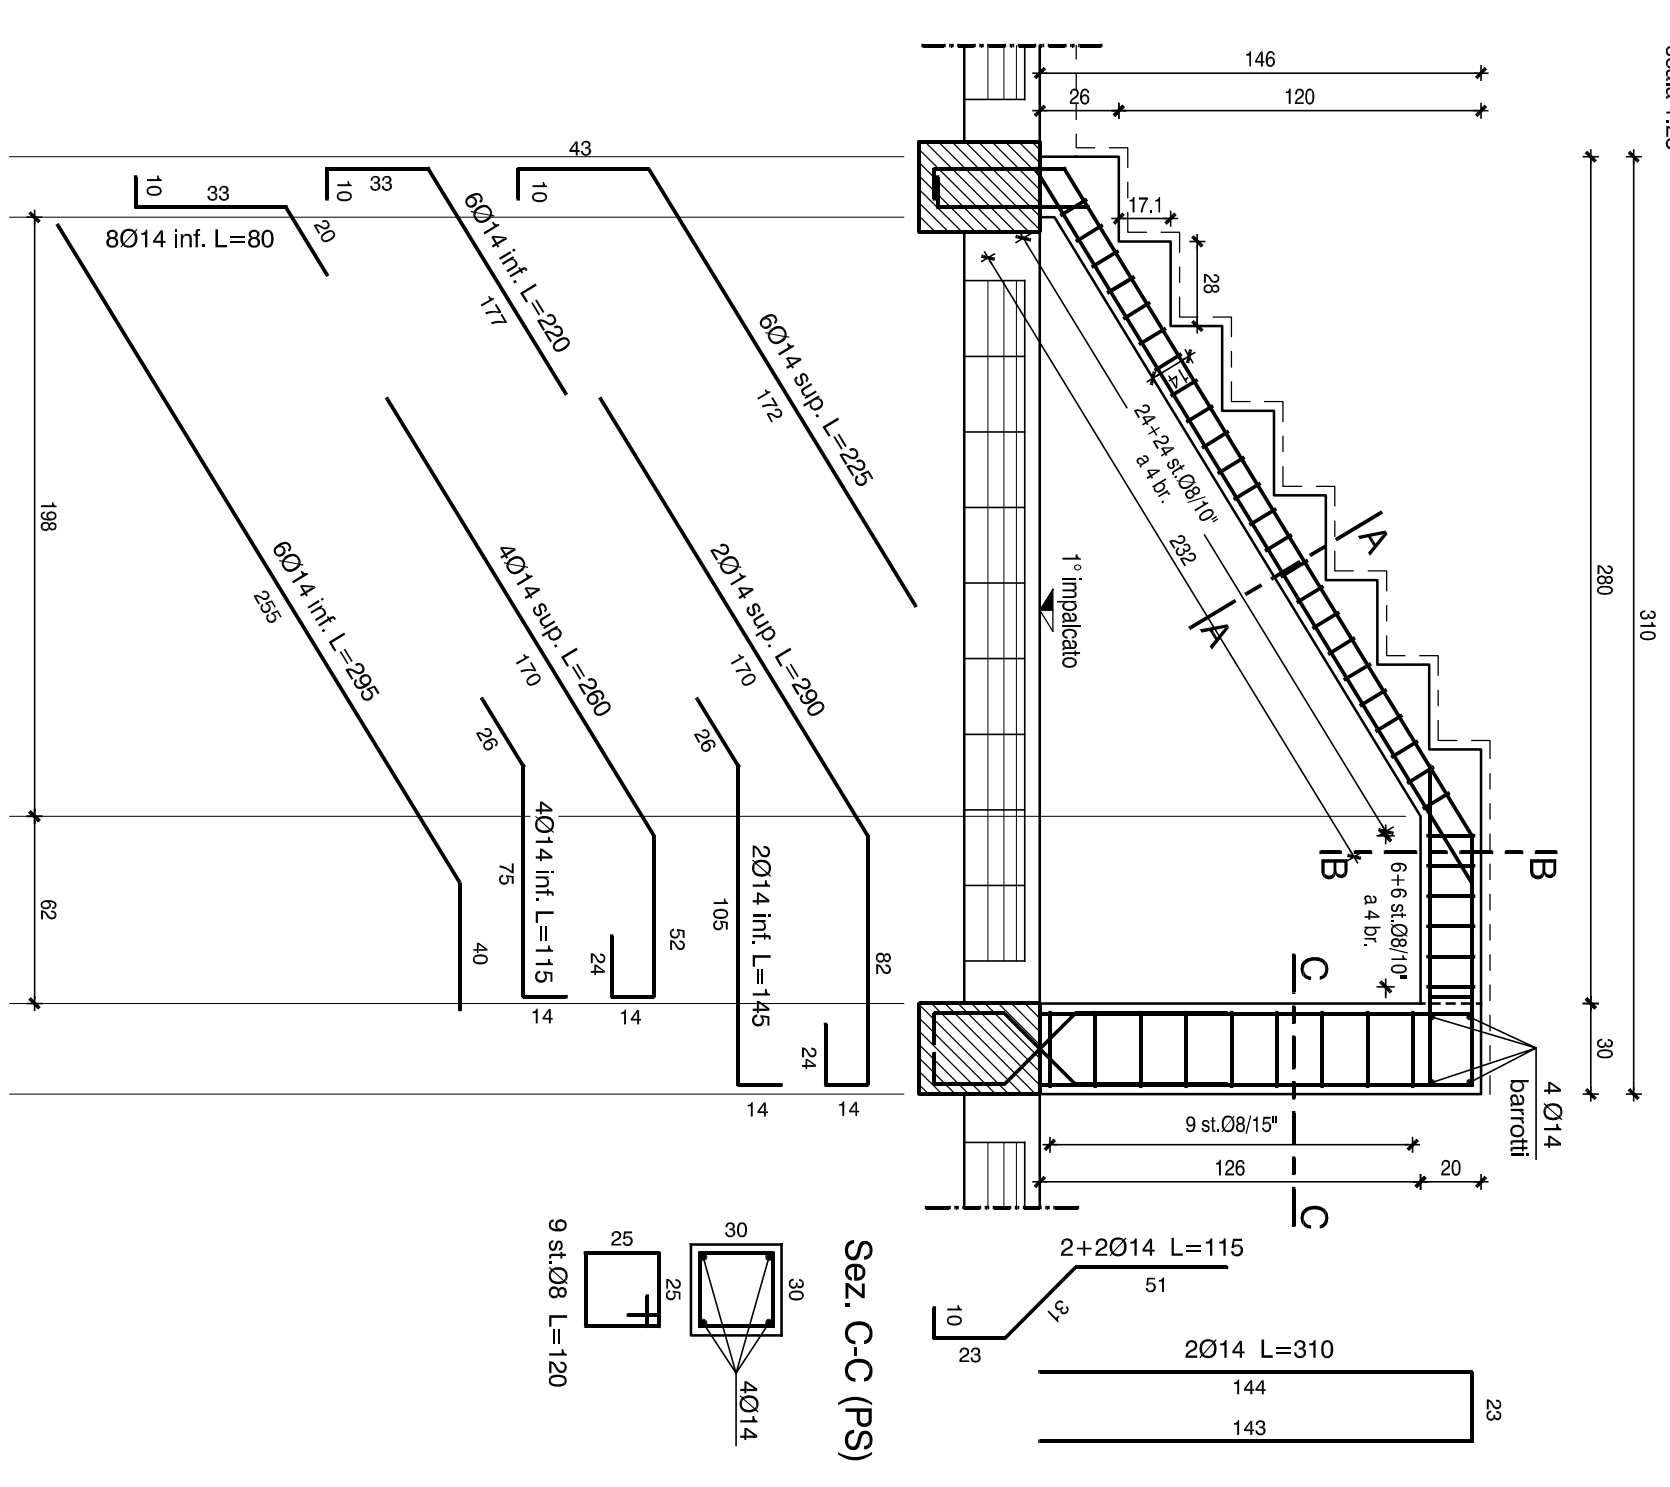 146
26
120
17.1
28
14
24+24 st.Ø8/10"
a 4 br.
232
A
A
1° impalcato
280
310
30
B
B
6+6 st.Ø8/10"
a 4 br.
C
C
4 Ø14
barrotti
9 st.Ø8/15"
126
20
43
10
6Ø14 sup. L=225
172
33
10
6Ø14 inf. L=220
177
10
33
20
8Ø14 inf. L=80
2Ø14 sup. L=290
170
82
24
14
4Ø14 sup. L=260
170
52
24
14
2Ø14 inf. L=145
26
105
14
4Ø14 inf. L=115
26
75
14
6Ø14 inf. L=295
255
40
198
62
2+2Ø14 L=115
51
31
10
23
2Ø14 L=310
144
143
23
Sez. C-C (PS)
30
30
4Ø14
25
25
9 st.Ø8 L=120